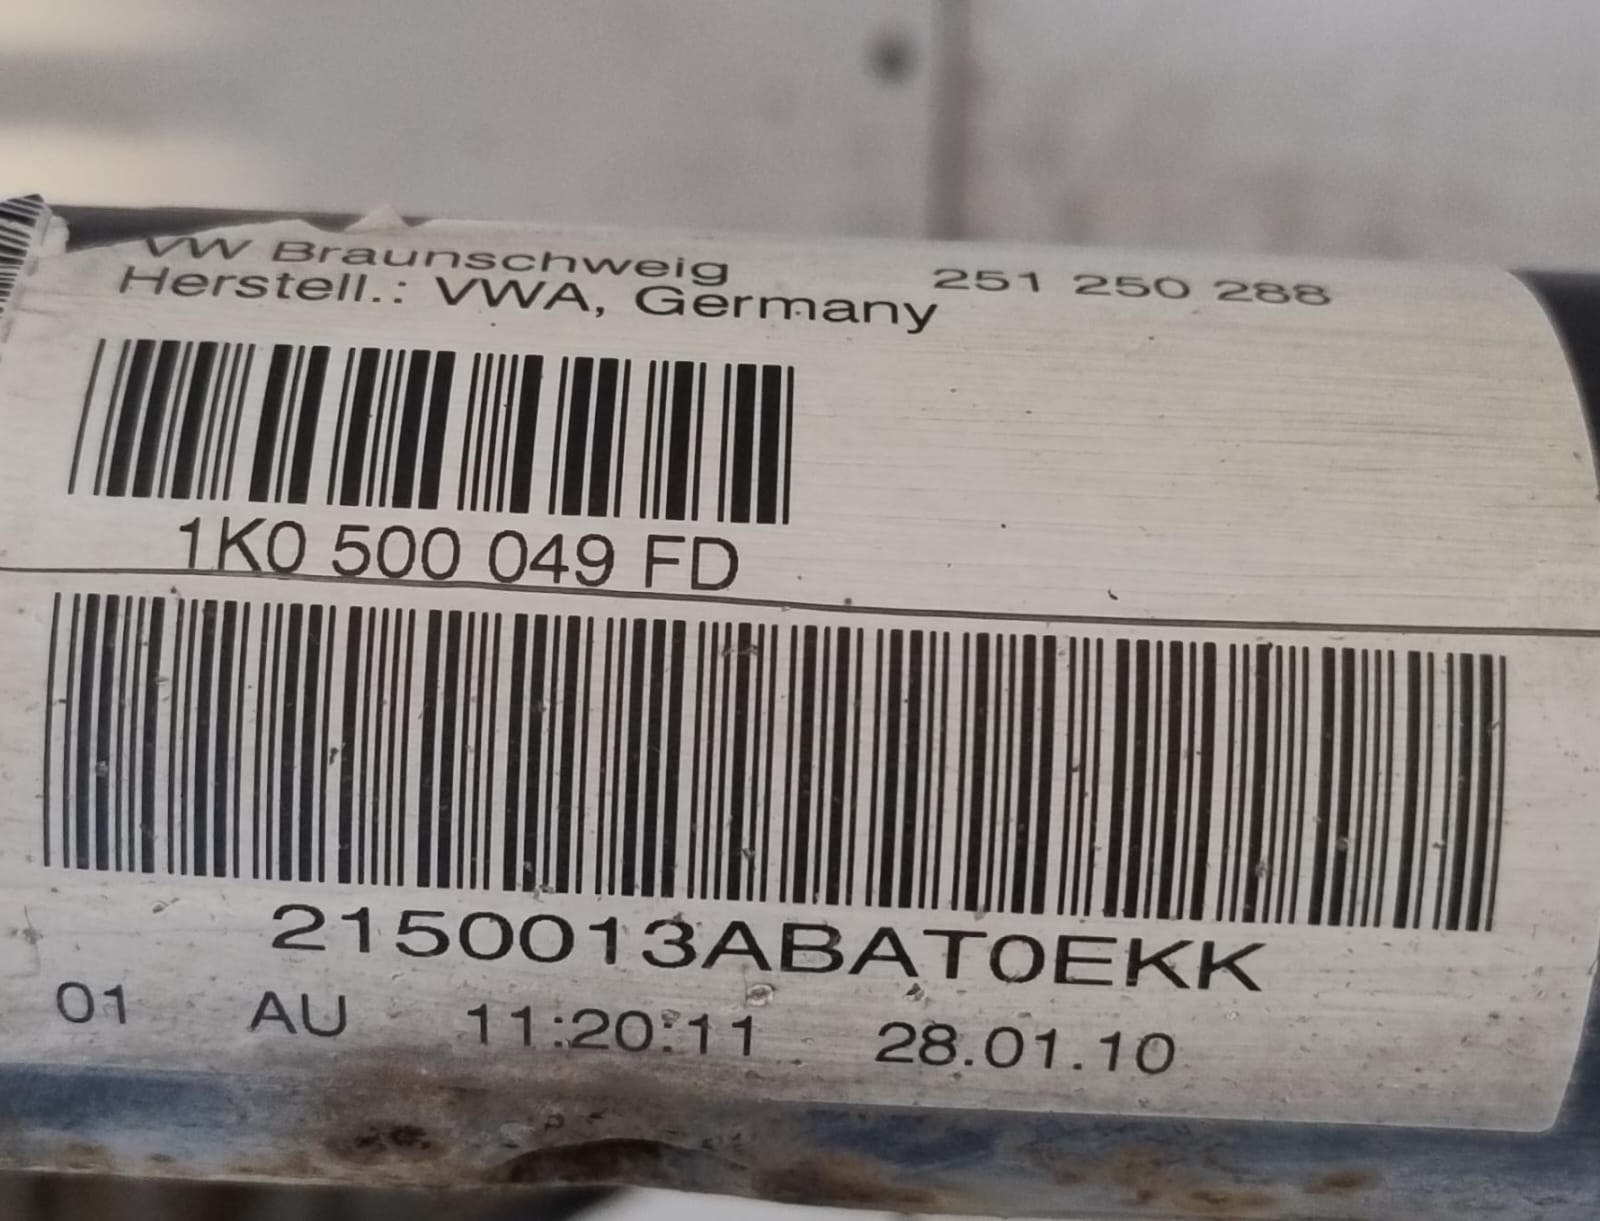 VW Braunschweig 251 250 288
Herstell.: VWA, Germany
1K0 500 049 FD
2150013ABAT0EKK
01 AU 11:20:11 28.01.10